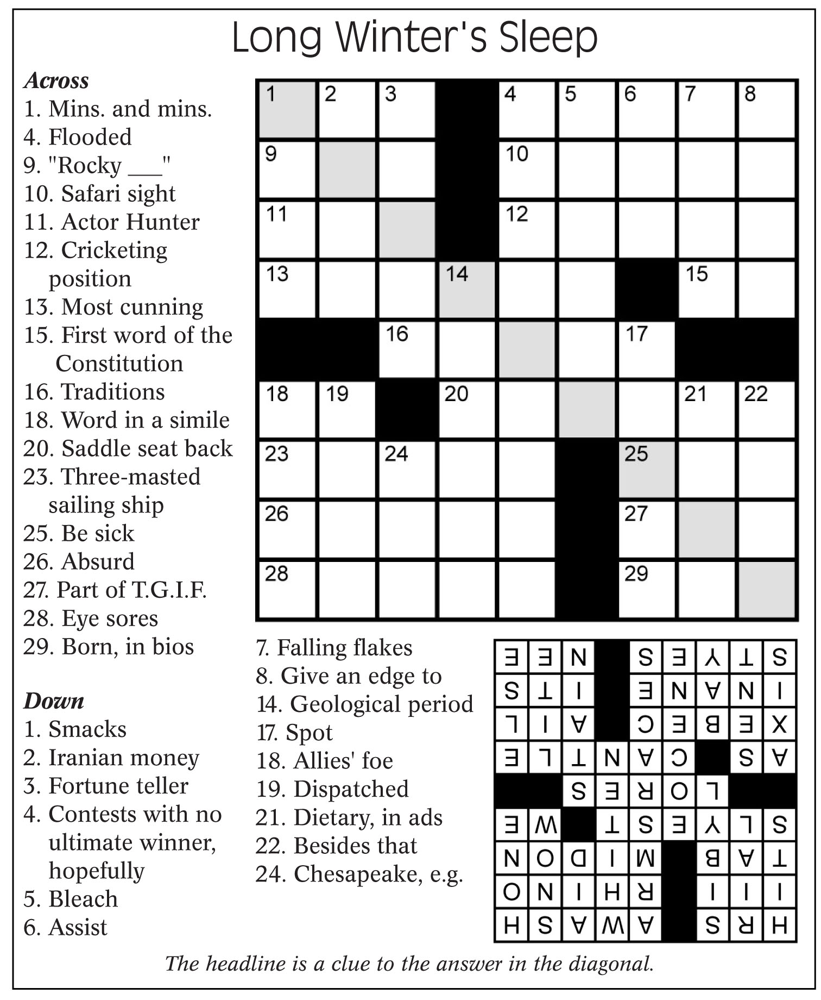 Long Winter's Sleep
Across
1. Mins. and mins.
4. Flooded
9. "Rocky ___"
10. Safari sight
11. Actor Hunter
12. Cricketing
position
13. Most cunning
15. First word of the
Constitution
16. Traditions
18. Word in a simile
20. Saddle seat back
23. Three-masted
sailing ship
25. Be sick
26. Absurd
27. Part of T.G.I.F.
28. Eye sores
29. Born, in bios
Down
1. Smacks
2. Iranian money
3. Fortune teller
4. Contests with no
ultimate winner,
hopefully
5. Bleach
6. Assist
7. Falling flakes
8. Give an edge to
14. Geological period
17. Spot
18. Allies' foe
19. Dispatched
21. Dietary, in ads
22. Besides that
24. Chesapeake, e.g.
1 2 3 4 5 6 7 8
9 10
11 12
13 14 15
16 17
18 19 20 21 22
23 24 25
26 27
28 29
H R S A W A S H
I I I R H I N O
T A B M I D O N
S L Y E S T W E
L O R E S
A S C A N T L E
X E B E C A I L
I N A N E I T S
S T Y E S N E E
The headline is a clue to the answer in the diagonal.